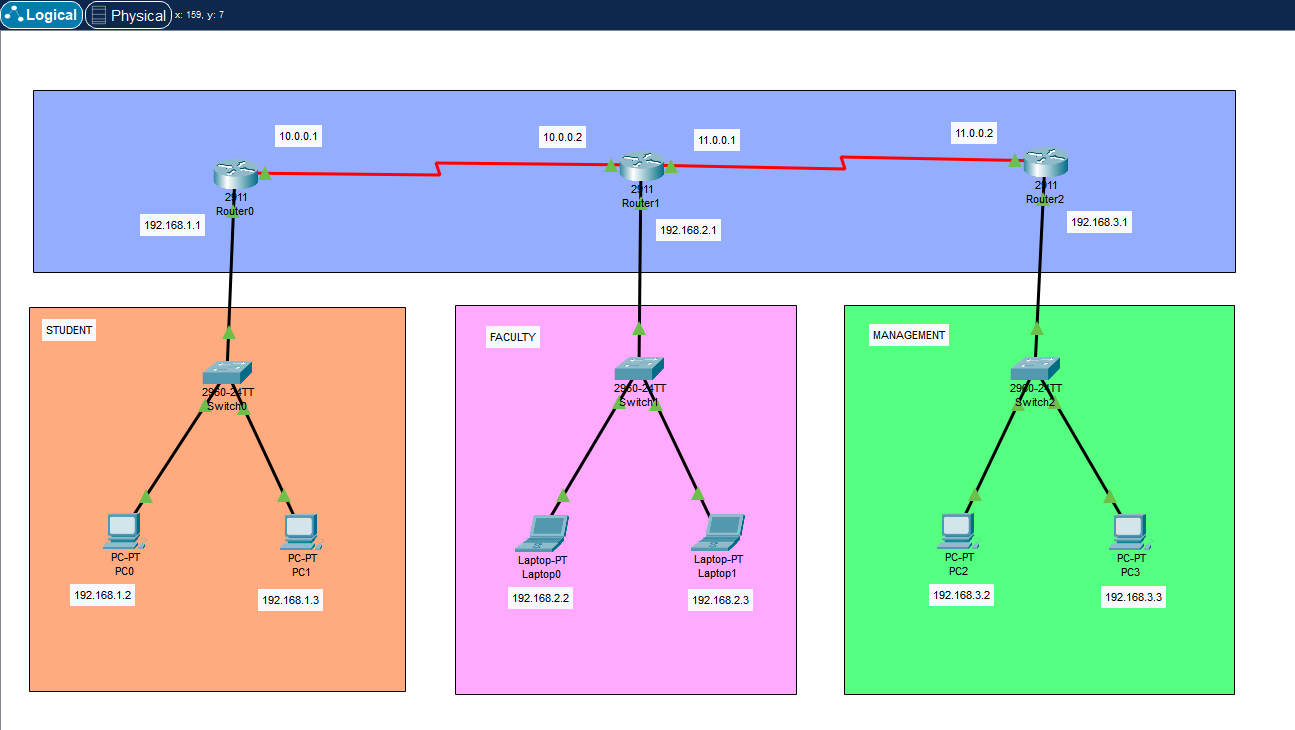 Logical Physical x: 159, y: 7
10.0.0.1
10.0.0.2
11.0.0.1
11.0.0.2
2911
Router0
2911
Router1
2911
Router2
192.168.1.1
192.168.2.1
192.168.3.1
STUDENT
FACULTY
MANAGEMENT
2960-24TT
Switch0
2960-24TT
Switch1
2960-24TT
Switch2
PC-PT
PC0
PC-PT
PC1
Laptop-PT
Laptop0
Laptop-PT
Laptop1
PC-PT
PC2
PC-PT
PC3
192.168.1.2
192.168.1.3
192.168.2.2
192.168.2.3
192.168.3.2
192.168.3.3